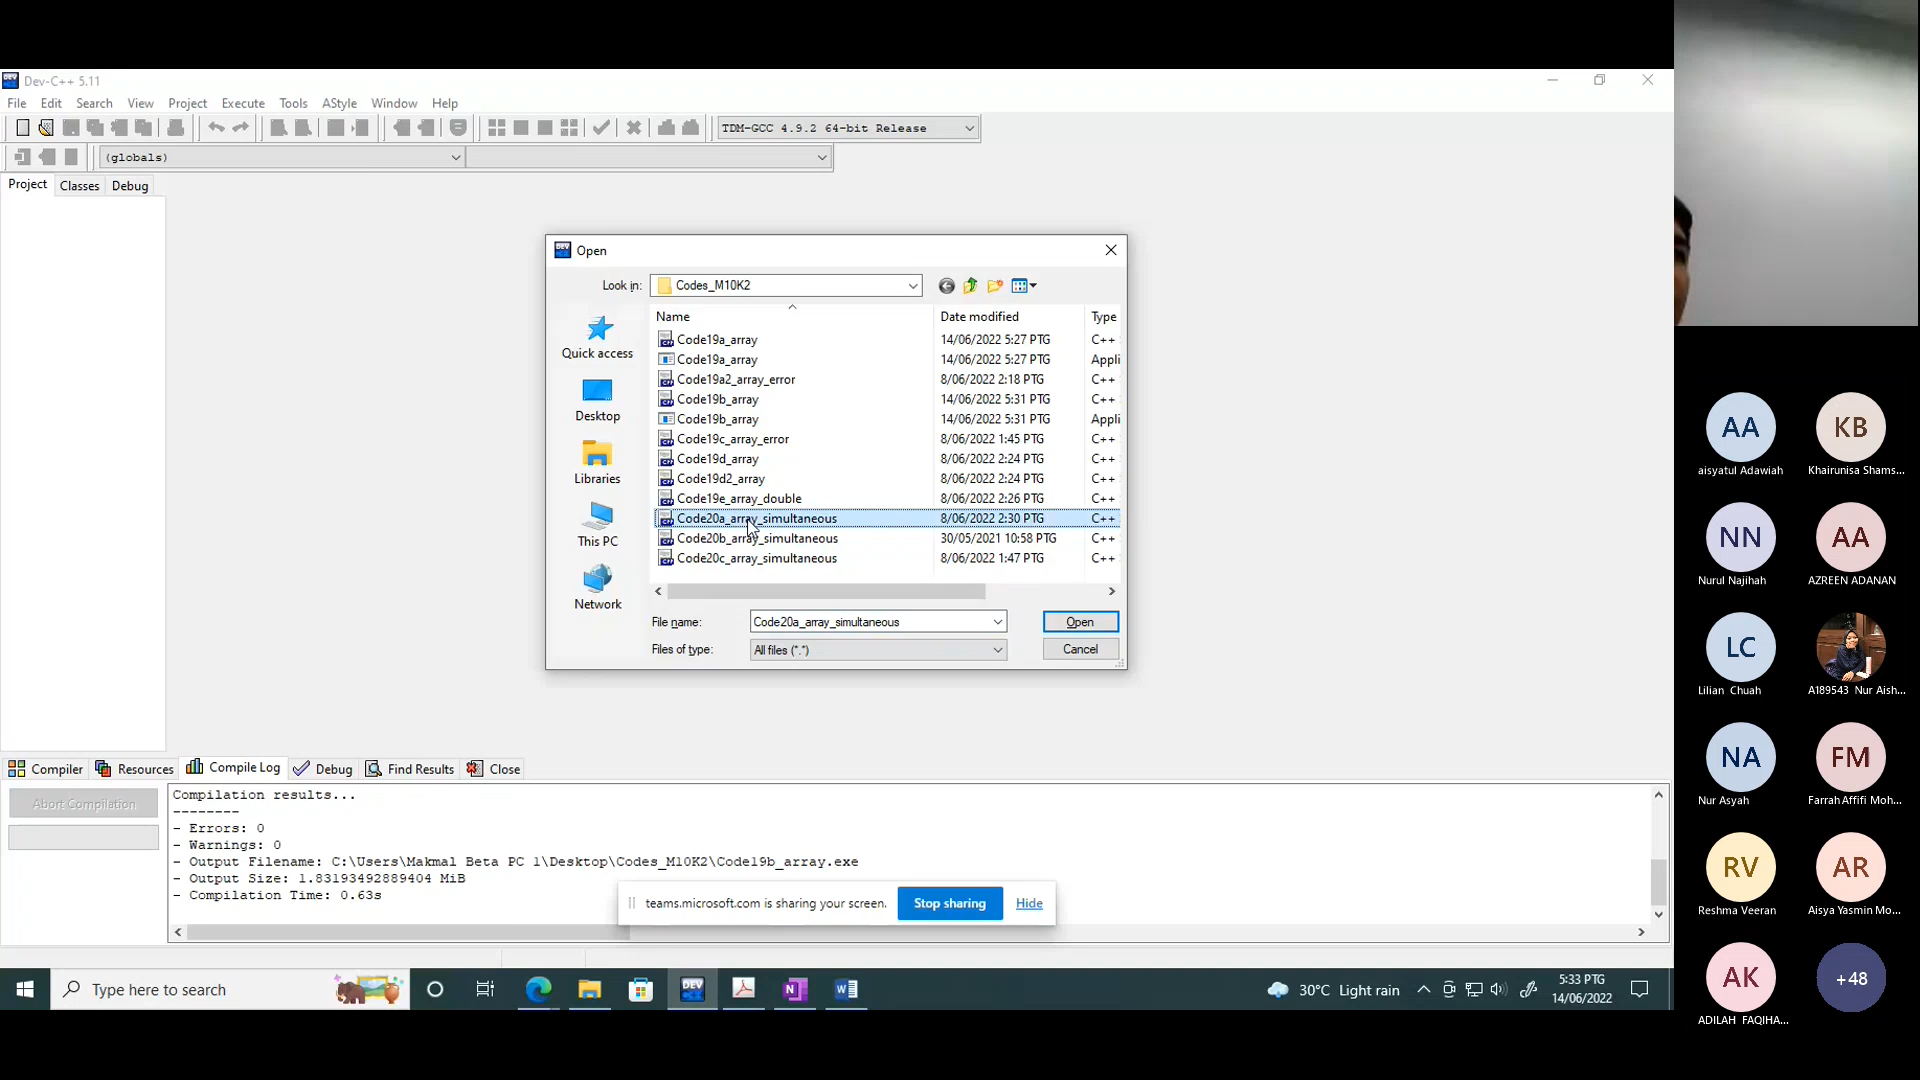 Dev-C++ 5.11
File Edit Search View Project Execute Tools AStyle Window Help
TDM-GCC 4.9.2 64-bit Release
(globals)
Project Classes Debug
Open
Look in: Codes_M10K2
Name Date modified Type
Code19a_array 14/06/2022 5:27 PTG C++
Code19a_array 14/06/2022 5:27 PTG Appli
Code19a2_array_error 8/06/2022 2:18 PTG C++
Code19b_array 14/06/2022 5:31 PTG C++
Code19b_array 14/06/2022 5:31 PTG Appli
Code19c_array_error 8/06/2022 1:45 PTG C++
Code19d_array 8/06/2022 2:24 PTG C++
Code19d2_array 8/06/2022 2:24 PTG C++
Code19e_array_double 8/06/2022 2:26 PTG C++
Code20a_array_simultaneous 8/06/2022 2:30 PTG C++
Code20b_array_simultaneous 30/05/2021 10:58 PTG C++
Code20c_array_simultaneous 8/06/2022 1:47 PTG C++
Quick access
Desktop
Libraries
This PC
Network
File name: Code20a_array_simultaneous Open
Files of type: All files (*.*) Cancel
Compiler Resources Compile Log Debug Find Results Close
Abort Compilation
Compilation results...
--------
- Errors: 0
- Warnings: 0
- Output Filename: C:\Users\Makmal Beta PC 1\Desktop\Codes_M10K2\Code19b_array.exe
- Output Size: 1.83193492889404 MiB
- Compilation Time: 0.63s
teams.microsoft.com is sharing your screen. Stop sharing Hide
Type here to search
DEV
30°C Light rain
5:33 PTG
14/06/2022
AA KB
aisyatul Adawiah Khairunisa Shams...
NN AA
Nurul Najihah AZREEN ADANAN
LC
Lilian Chuah A189543 Nur Aish...
NA FM
Nur Asyah Farrah Affifi Moh...
RV AR
Reshma Veeran Aisya Yasmin Mo...
AK +48
ADILAH FAQIHA...